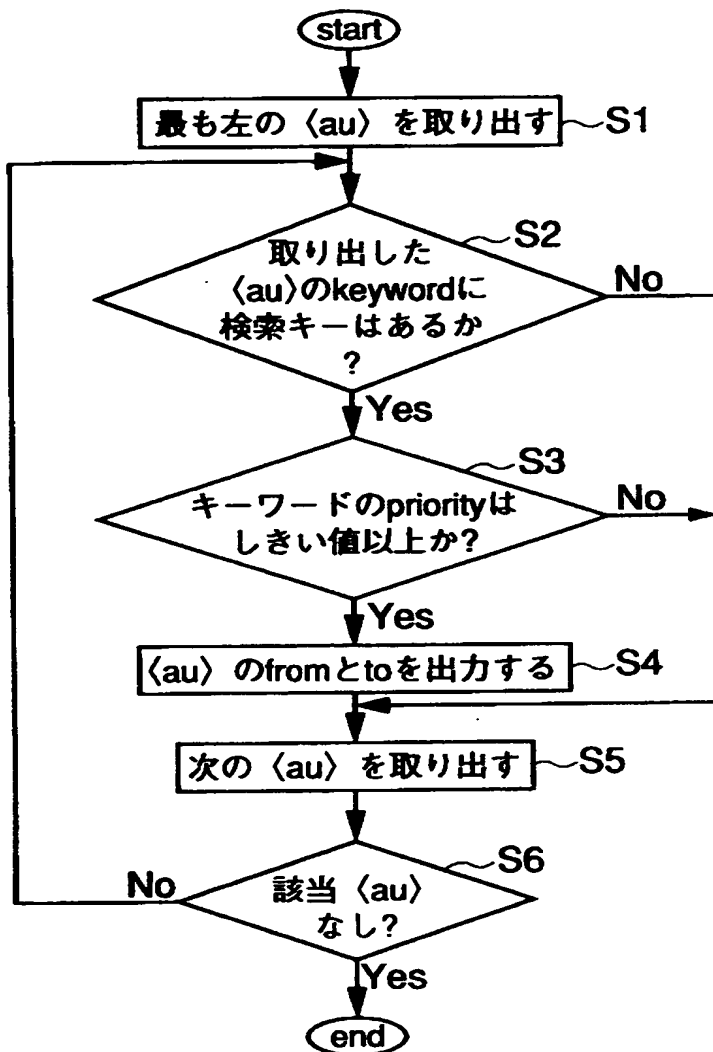 start
最も左の〈au〉を取り出す
S1
S2
取り出した
〈au〉のkeywordに
検索キーはあるか
?
No
Yes
S3
キーワードのpriorityは
しきい値以上か?
No
Yes
〈au〉のfromとtoを出力する
S4
次の〈au〉を取り出す
S5
S6
該当〈au〉
なし?
No
Yes
end